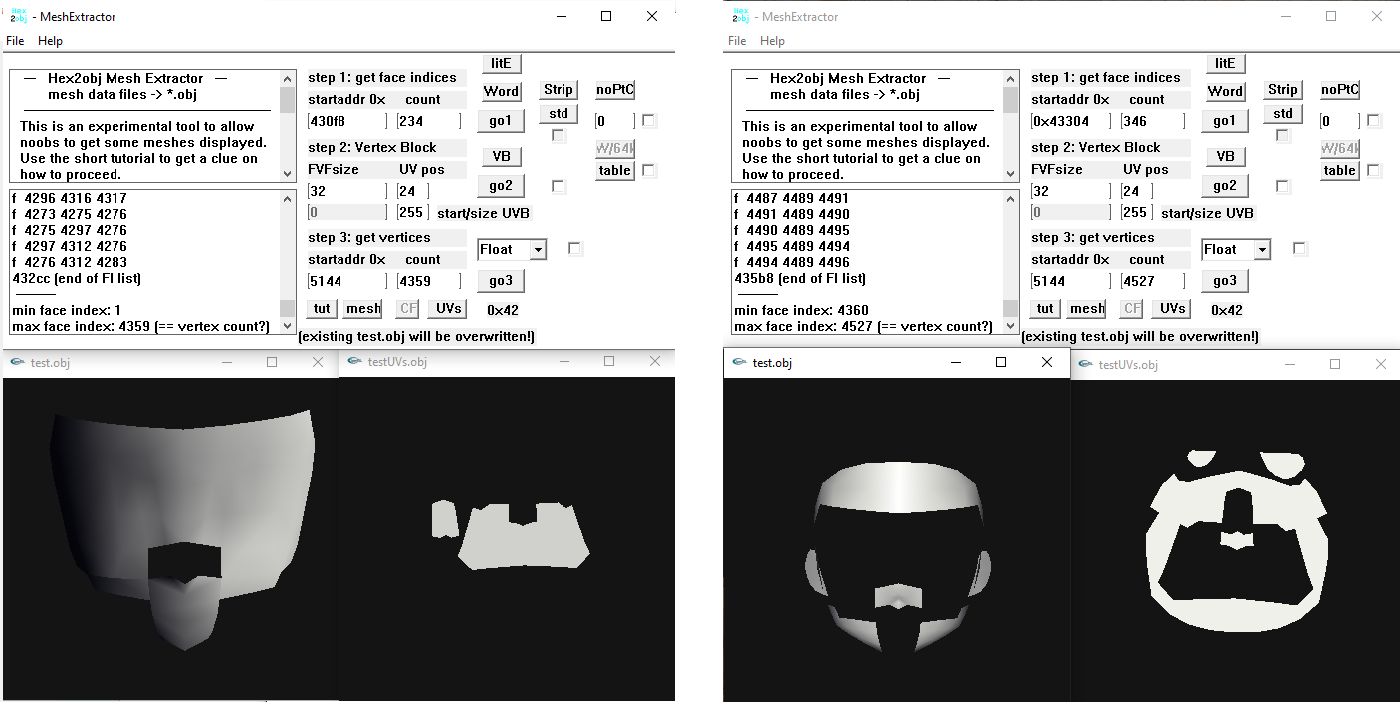 Hex
2obj - MeshExtractor
File Help
— Hex2obj Mesh Extractor —
mesh data files -> *.obj
This is an experimental tool to allow
noobs to get some meshes displayed.
Use the short tutorial to get a clue on
how to proceed.
f 4296 4316 4317
f 4273 4275 4276
f 4275 4297 4276
f 4297 4312 4276
f 4276 4312 4283
432cc (end of FI list)
min face index: 1
max face index: 4359 (== vertex count?)
step 1: get face indices
startaddr 0x count
430f8 234
step 2: Vertex Block
FVFsize UV pos
32 24
0 255 start/size UVB
step 3: get vertices
startaddr 0x count
5144 4359
tut mesh CF UVs 0x42
(existing test.obj will be overwritten!)
litE
Word Strip noPtC
go1 std 0
VB W/64k
go2 table
Float
go3
test.obj
testUVs.obj
Hex
2obj - MeshExtractor
File Help
— Hex2obj Mesh Extractor —
mesh data files -> *.obj
This is an experimental tool to allow
noobs to get some meshes displayed.
Use the short tutorial to get a clue on
how to proceed.
f 4487 4489 4491
f 4491 4489 4490
f 4490 4489 4495
f 4495 4489 4494
f 4494 4489 4496
435b8 (end of FI list)
min face index: 4360
max face index: 4527 (== vertex count?)
step 1: get face indices
startaddr 0x count
0x43304 346
step 2: Vertex Block
FVFsize UV pos
32 24
0 255 start/size UVB
step 3: get vertices
startaddr 0x count
5144 4527
tut mesh CF UVs 0x42
(existing test.obj will be overwritten!)
litE
Word Strip noPtC
go1 std 0
VB W/64k
go2 table
Float
go3
test.obj
testUVs.obj